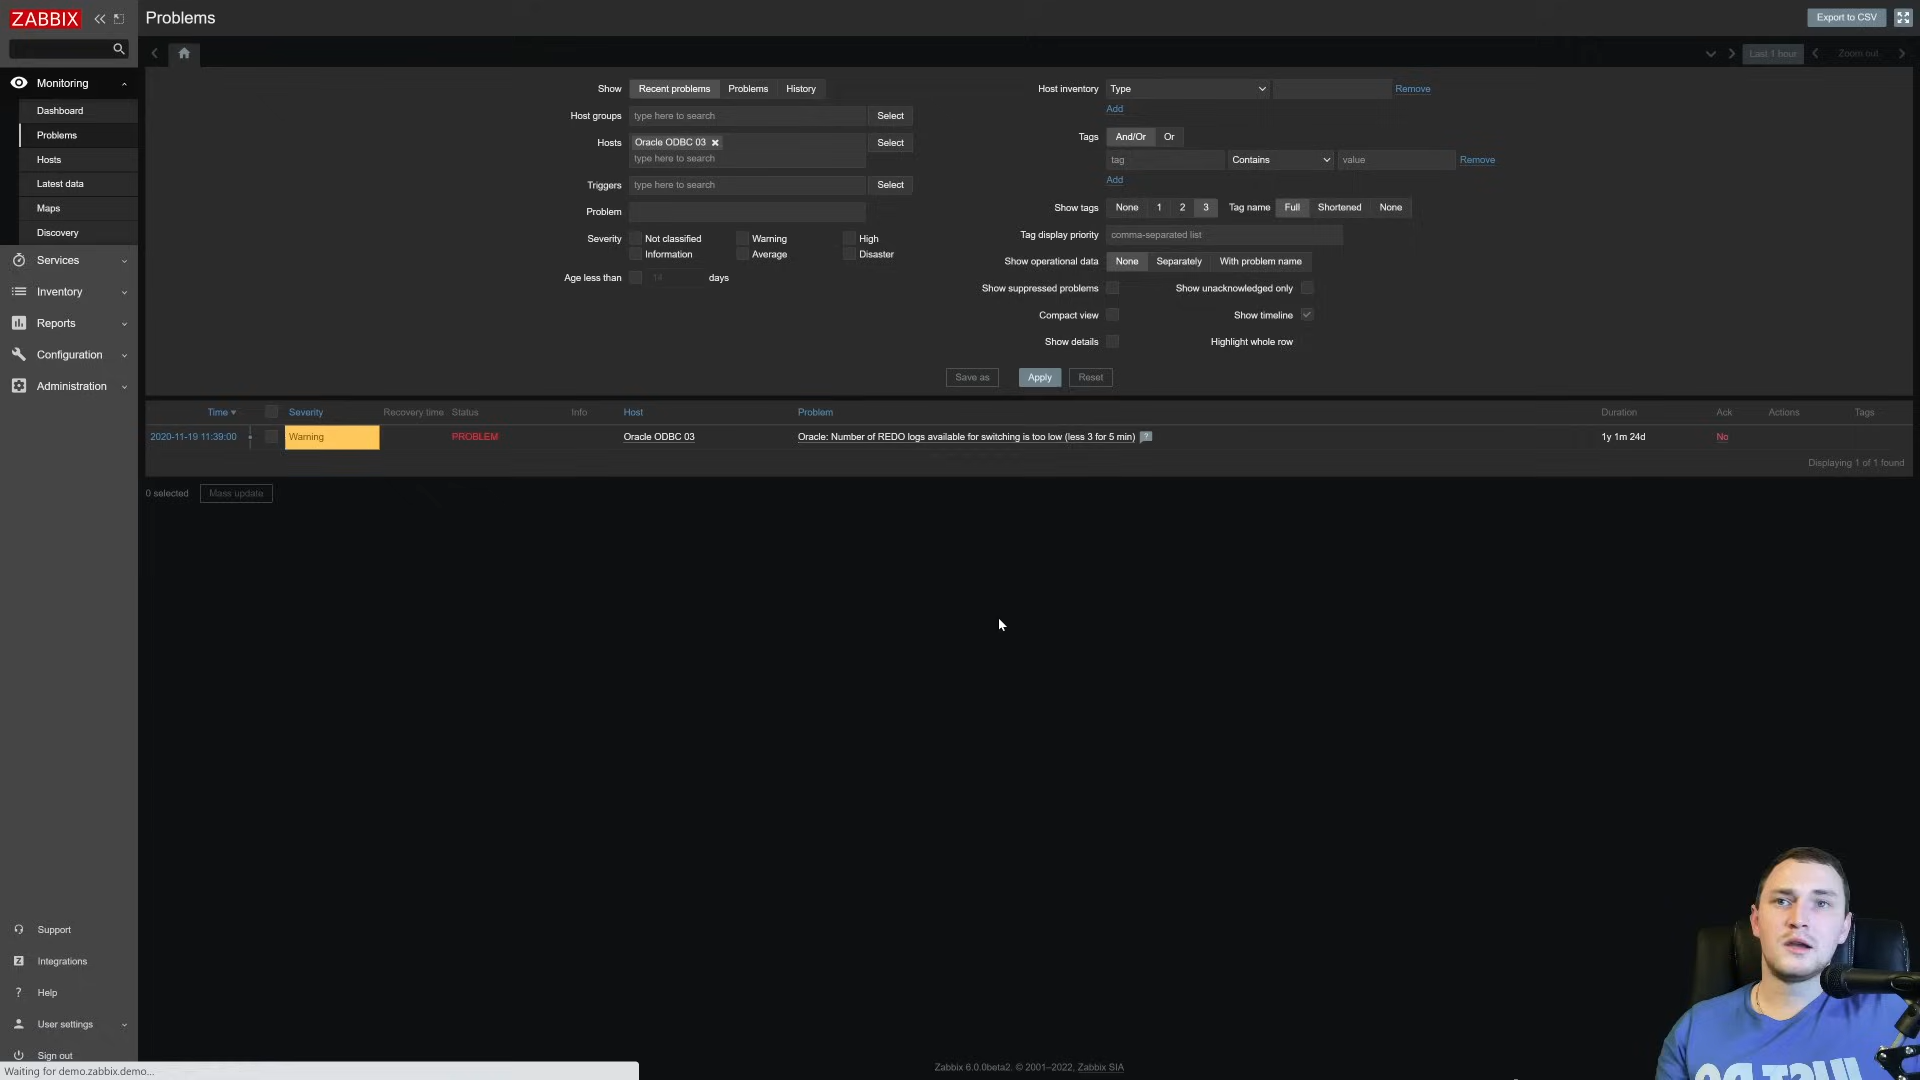 ZABBIX
Problems
Export to CSV
Last 1 hour
Zoom out
Monitoring
Dashboard
Problems
Hosts
Latest data
Maps
Discovery
Services
Inventory
Reports
Configuration
Administration
Show Recent problems Problems History
Host groups type here to search Select
Hosts Oracle ODBC 03 Select
type here to search
Triggers type here to search Select
Problem
Severity Not classified Warning High
Information Average Disaster
Age less than 14 days
Host inventory Type Remove
Add
Tags And/Or Or
tag Contains value Remove
Add
Show tags None 1 2 3 Tag name Full Shortened None
Tag display priority comma-separated list
Show operational data None Separately With problem name
Show suppressed problems Show unacknowledged only
Compact view Show timeline
Show details Highlight whole row
Save as Apply Reset
Time Severity Recovery time Status Info Host Problem Duration Ack Actions Tags
2020-11-19 11:39:00 Warning PROBLEM Oracle ODBC 03 Oracle: Number of REDO logs available for switching is too low (less 3 for 5 min) ? 1y 1m 24d No
Displaying 1 of 1 found
0 selected Mass update
Support
Integrations
Help
User settings
Sign out
Waiting for demo.zabbix.demo...
Zabbix 6.0.0beta2. © 2001–2022, Zabbix SIA